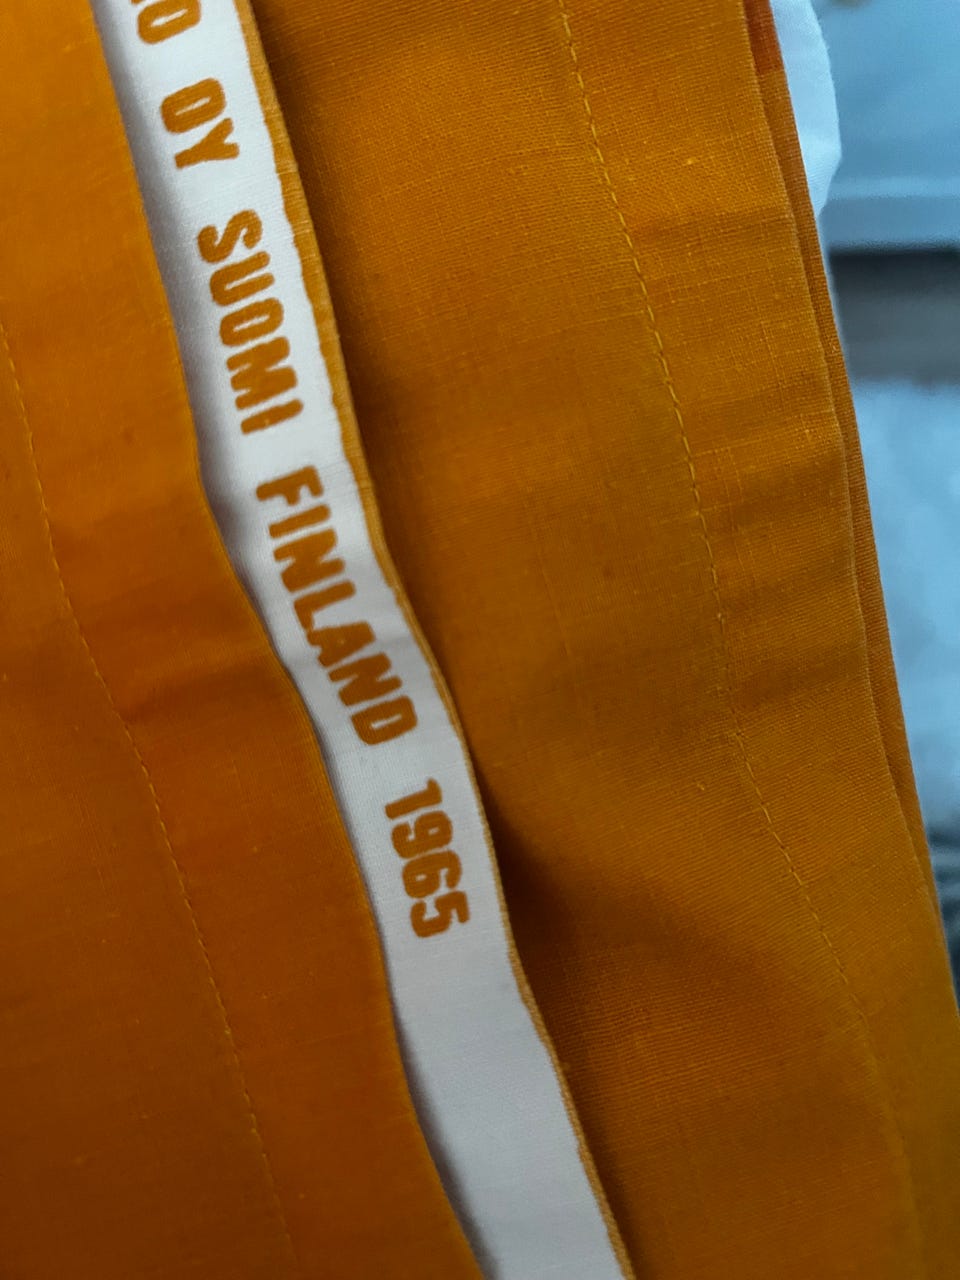 OY SUOMI FINLAND 1965